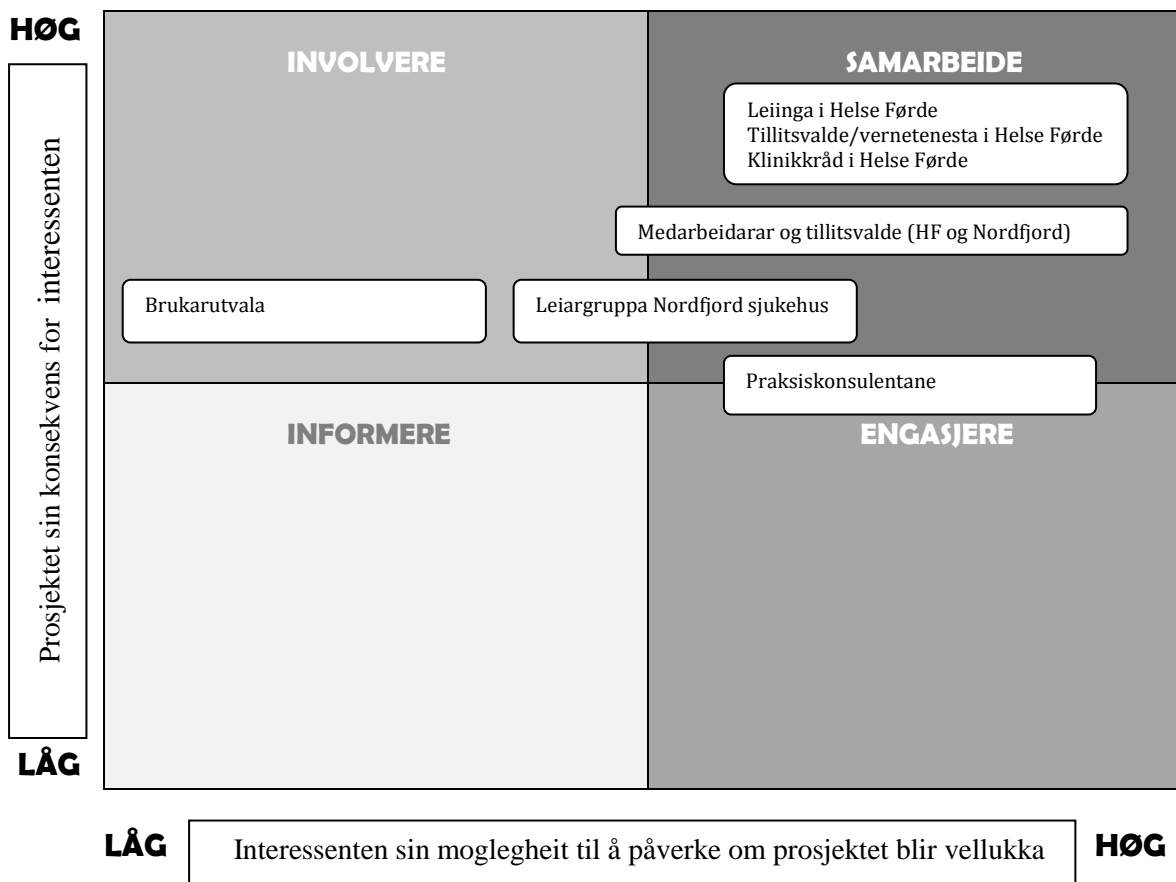 HØG
INVOLVERE
SAMARBEIDE
Leiinga i Helse Førde
Tillitsvalde/vernetenesta i Helse Førde
Klinikkråd i Helse Førde
Medarbeidarar og tillitsvalde (HF og Nordfjord)
Brukarutvala
Leiargruppa Nordfjord sjukehus
Praksiskonsulentane
INFORMERE
ENGASJERE
Prosjektet sin konsekvens for interessenten
LÅG
LÅG
Interessenten sin moglegheit til å påverke om prosjektet blir vellukka
HØG